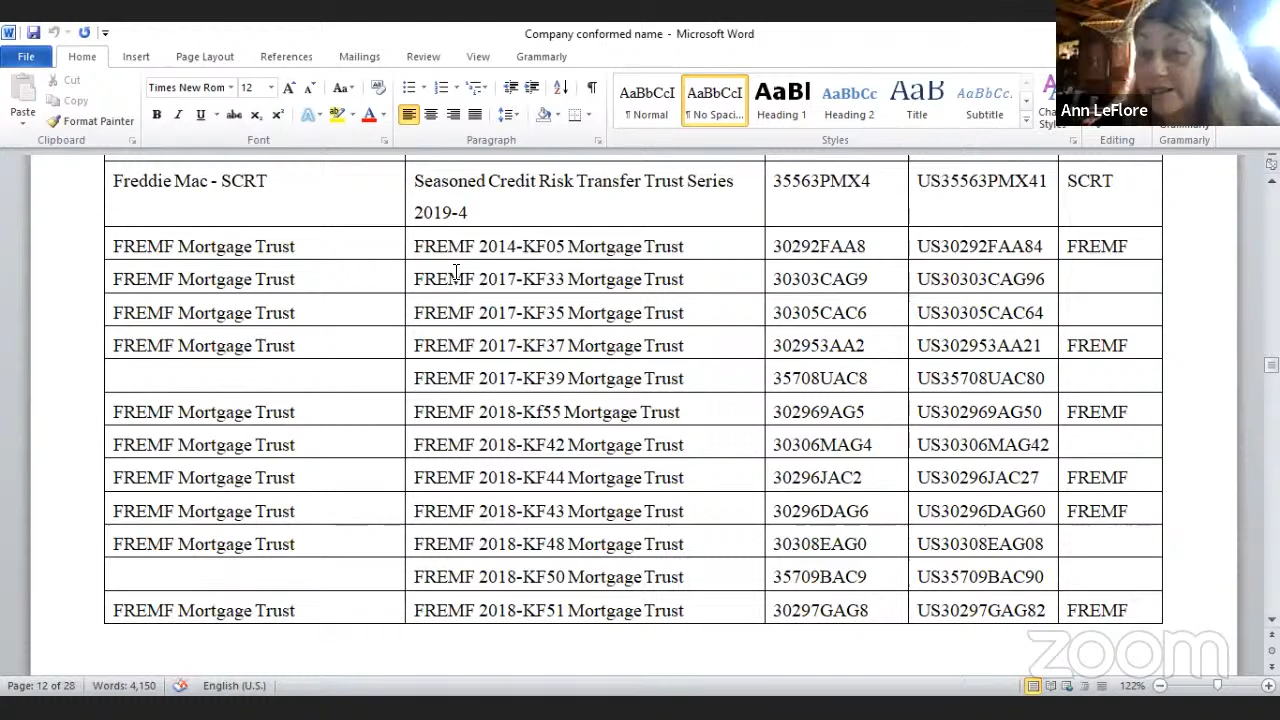 Company conformed name - Microsoft Word
File Home Insert Page Layout References Mailings Review View Grammarly
Cut
Copy
Format Painter
Paste
Times New Rom 12
AaBbCcI AaBbCcI AaBl AaBbCc AaB AaBbCc.
¶ Normal ¶ No Spaci... Heading 1 Heading 2 Title Subtitle
Styles
Clipboard Font Paragraph Styles Editing Grammarly
Ann LeFlore
Freddie Mac - SCRT Seasoned Credit Risk Transfer Trust Series 35563PMX4 US35563PMX41 SCRT
2019-4
FREMF Mortgage Trust FREMF 2014-KF05 Mortgage Trust 30292FAA8 US30292FAA84 FREMF
FREMF Mortgage Trust FREMF 2017-KF33 Mortgage Trust 30303CAG9 US30303CAG96
FREMF Mortgage Trust FREMF 2017-KF35 Mortgage Trust 30305CAC6 US30305CAC64
FREMF Mortgage Trust FREMF 2017-KF37 Mortgage Trust 302953AA2 US302953AA21 FREMF
FREMF 2017-KF39 Mortgage Trust 35708UAC8 US35708UAC80
FREMF Mortgage Trust FREMF 2018-Kf55 Mortgage Trust 302969AG5 US302969AG50 FREMF
FREMF Mortgage Trust FREMF 2018-KF42 Mortgage Trust 30306MAG4 US30306MAG42
FREMF Mortgage Trust FREMF 2018-KF44 Mortgage Trust 30296JAC2 US30296JAC27 FREMF
FREMF Mortgage Trust FREMF 2018-KF43 Mortgage Trust 30296DAG6 US30296DAG60 FREMF
FREMF Mortgage Trust FREMF 2018-KF48 Mortgage Trust 30308EAG0 US30308EAG08
FREMF 2018-KF50 Mortgage Trust 35709BAC9 US35709BAC90
FREMF Mortgage Trust FREMF 2018-KF51 Mortgage Trust 30297GAG8 US30297GAG82 FREMF
zoom
Page: 12 of 28 Words: 4,150 English (U.S.) 122%